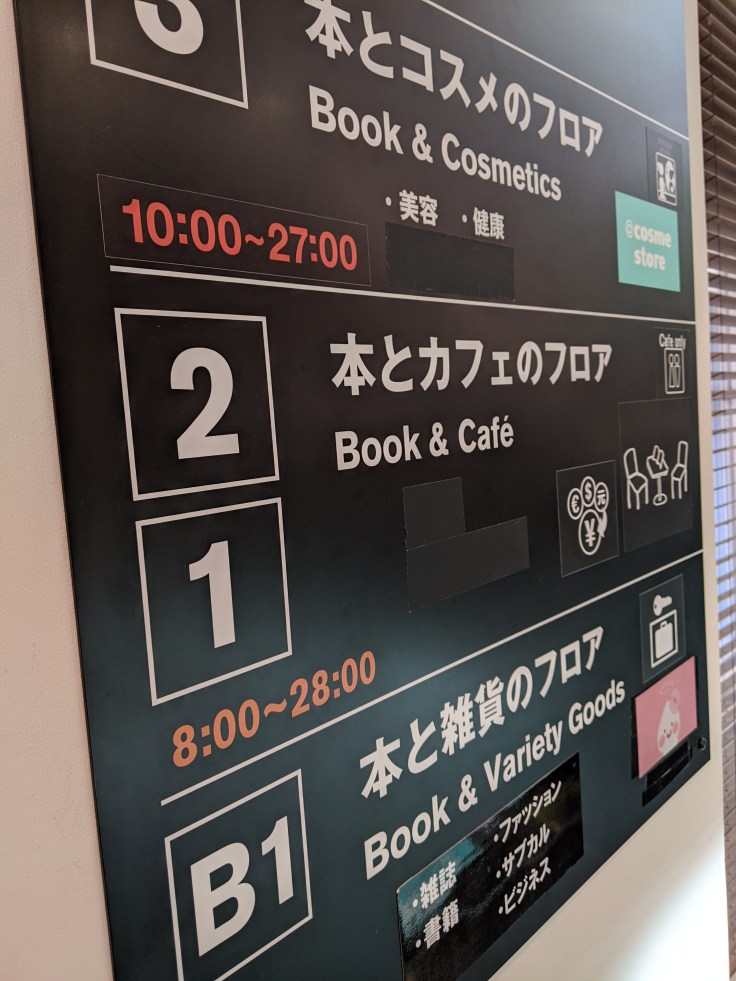 3
本とコスメのフロア
Book & Cosmetics
・美容 ・健康
10:00~27:00
@cosme
store
2
本とカフェのフロア
Book & Café
Cafe only
€ $ 元
¥
1
8:00~28:00
B1
本と雑貨のフロア
Book & Variety Goods
・雑誌 ・ファッション
・書籍 ・サブカル
・ビジネス